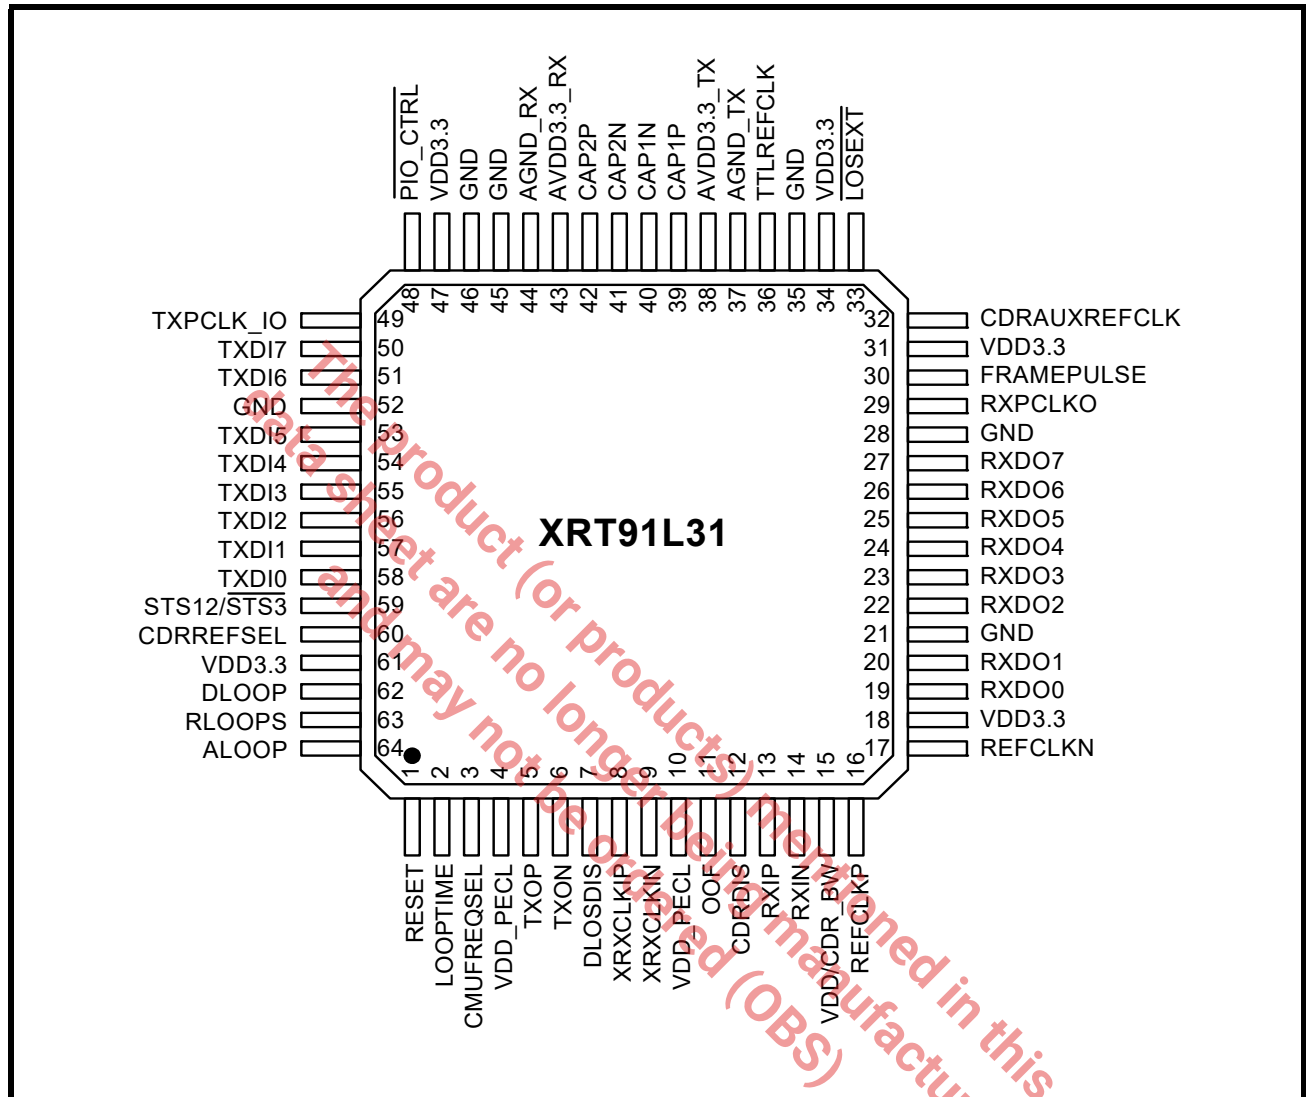 PIO_CTRL
VDD3.3
GND
GND
AGND_RX
AVDD3.3_RX
CAP2P
CAP2N
CAP1N
CAP1P
AVDD3.3_TX
AGND_TX
TTLREFCLK
GND
VDD3.3
LOSEXT
48 47 46 45 44 43 42 41 40 39 38 37 36 35 34 33
TXPCLK_IO 49
TXDI7 50
TXDI6 51
GND 52
TXDI5 53
TXDI4 54
TXDI3 55
TXDI2 56
TXDI1 57
TXDI0 58
STS12/STS3 59
CDRREFSEL 60
VDD3.3 61
DLOOP 62
RLOOPS 63
ALOOP 64
XRT91L31
32 CDRAUXREFCLK
31 VDD3.3
30 FRAMEPULSE
29 RXPCLKO
28 GND
27 RXDO7
26 RXDO6
25 RXDO5
24 RXDO4
23 RXDO3
22 RXDO2
21 GND
20 RXDO1
19 RXDO0
18 VDD3.3
17 REFCLKN
1 2 3 4 5 6 7 8 9 10 11 12 13 14 15 16
RESET
LOOPTIME
CMUFREQSEL
VDD_PECL
TXOP
TXON
DLOSDIS
XRXCLKIP
XRXCLKIN
VDD_PECL
OOF
CDRDIS
RXIP
RXIN
VDD/CDR_BW
REFCLKP
The product (or products) mentioned in this
data sheet are no longer being manufactu
and may not be ordered (OBS)